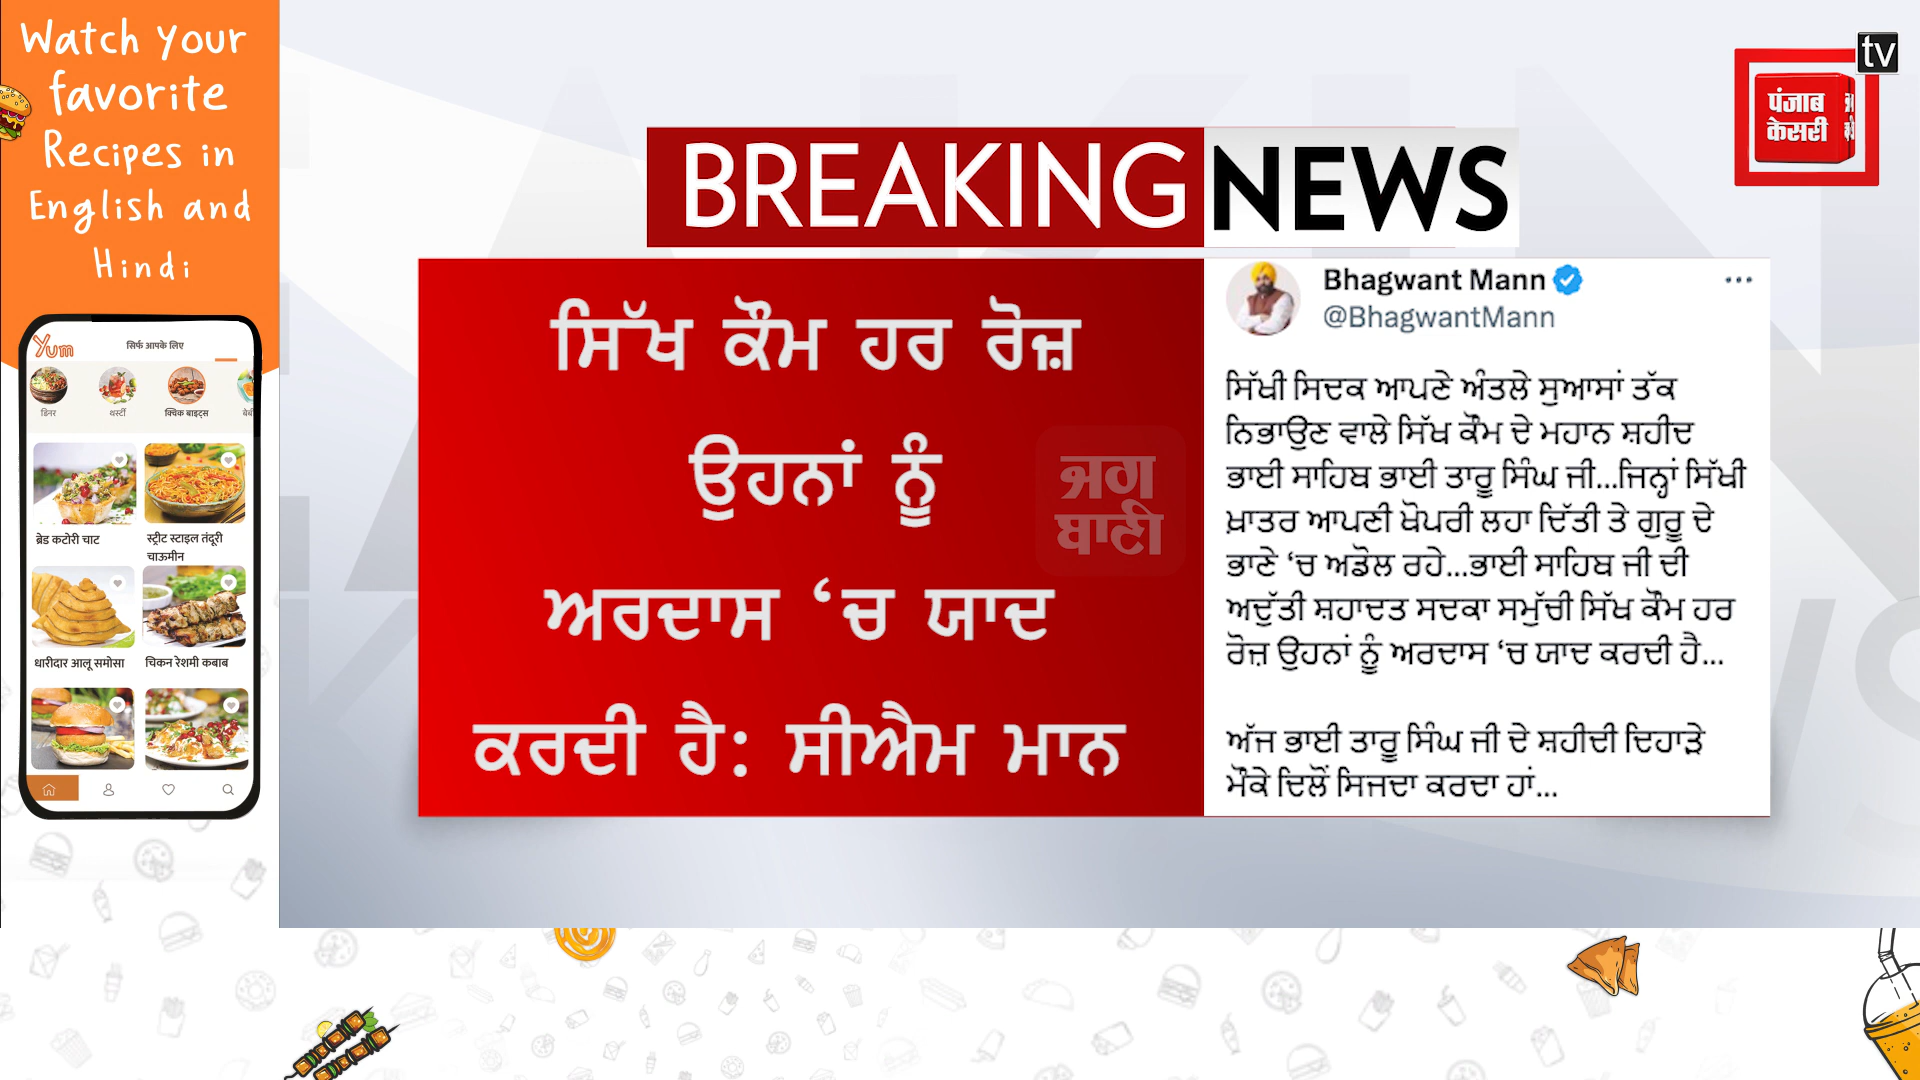 Watch your
favorite
Recipes in
English and
Hindi
Yum
सिर्फ आपके लिए
डिनर
थर्स्टी
क्विक बाइट्स
ब्रेड कटोरी चाट
स्ट्रीट स्टाइल तंदूरी
चाऊमीन
धारीदार आलू समोसा
चिकन रेशमी कबाब
tv
पंजाब
केसरी
BREAKING NEWS
ਸਿੱਖ ਕੌਮ ਹਰ ਰੋਜ਼
ਉਹਨਾਂ ਨੂੰ
ਅਰਦਾਸ ‘ਚ ਯਾਦ
ਕਰਦੀ ਹੈ: ਸੀਐਮ ਮਾਨ
ਜਗ
ਬਾਣੀ
Bhagwant Mann
@BhagwantMann
ਸਿੱਖੀ ਸਿਦਕ ਆਪਣੇ ਅੰਤਲੇ ਸੁਆਸਾਂ ਤੱਕ
ਨਿਭਾਉਣ ਵਾਲੇ ਸਿੱਖ ਕੌਮ ਦੇ ਮਹਾਨ ਸ਼ਹੀਦ
ਭਾਈ ਸਾਹਿਬ ਭਾਈ ਤਾਰੂ ਸਿੰਘ ਜੀ...ਜਿਨ੍ਹਾਂ ਸਿੱਖੀ
ਖ਼ਾਤਰ ਆਪਣੀ ਖੋਪਰੀ ਲਹਾ ਦਿੱਤੀ ਤੇ ਗੁਰੂ ਦੇ
ਭਾਣੇ ‘ਚ ਅਡੋਲ ਰਹੇ...ਭਾਈ ਸਾਹਿਬ ਜੀ ਦੀ
ਅਦੁੱਤੀ ਸ਼ਹਾਦਤ ਸਦਕਾ ਸਮੁੱਚੀ ਸਿੱਖ ਕੌਮ ਹਰ
ਰੋਜ਼ ਉਹਨਾਂ ਨੂੰ ਅਰਦਾਸ ‘ਚ ਯਾਦ ਕਰਦੀ ਹੈ...
ਅੱਜ ਭਾਈ ਤਾਰੂ ਸਿੰਘ ਜੀ ਦੇ ਸ਼ਹੀਦੀ ਦਿਹਾੜੇ
ਮੌਕੇ ਦਿਲੋਂ ਸਿਜਦਾ ਕਰਦਾ ਹਾਂ...